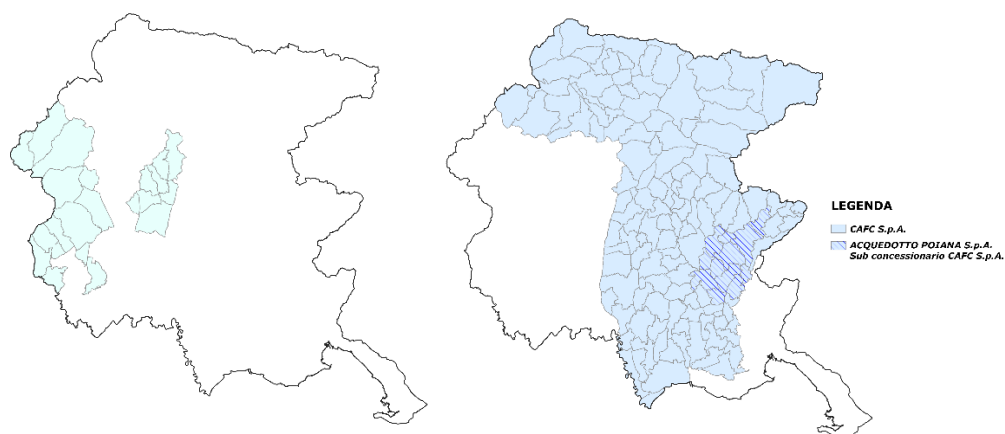 LEGENDA
CAFC S.p.A.
ACQUEDOTTO POIANA S.p.A.
Sub concessionario CAFC S.p.A.